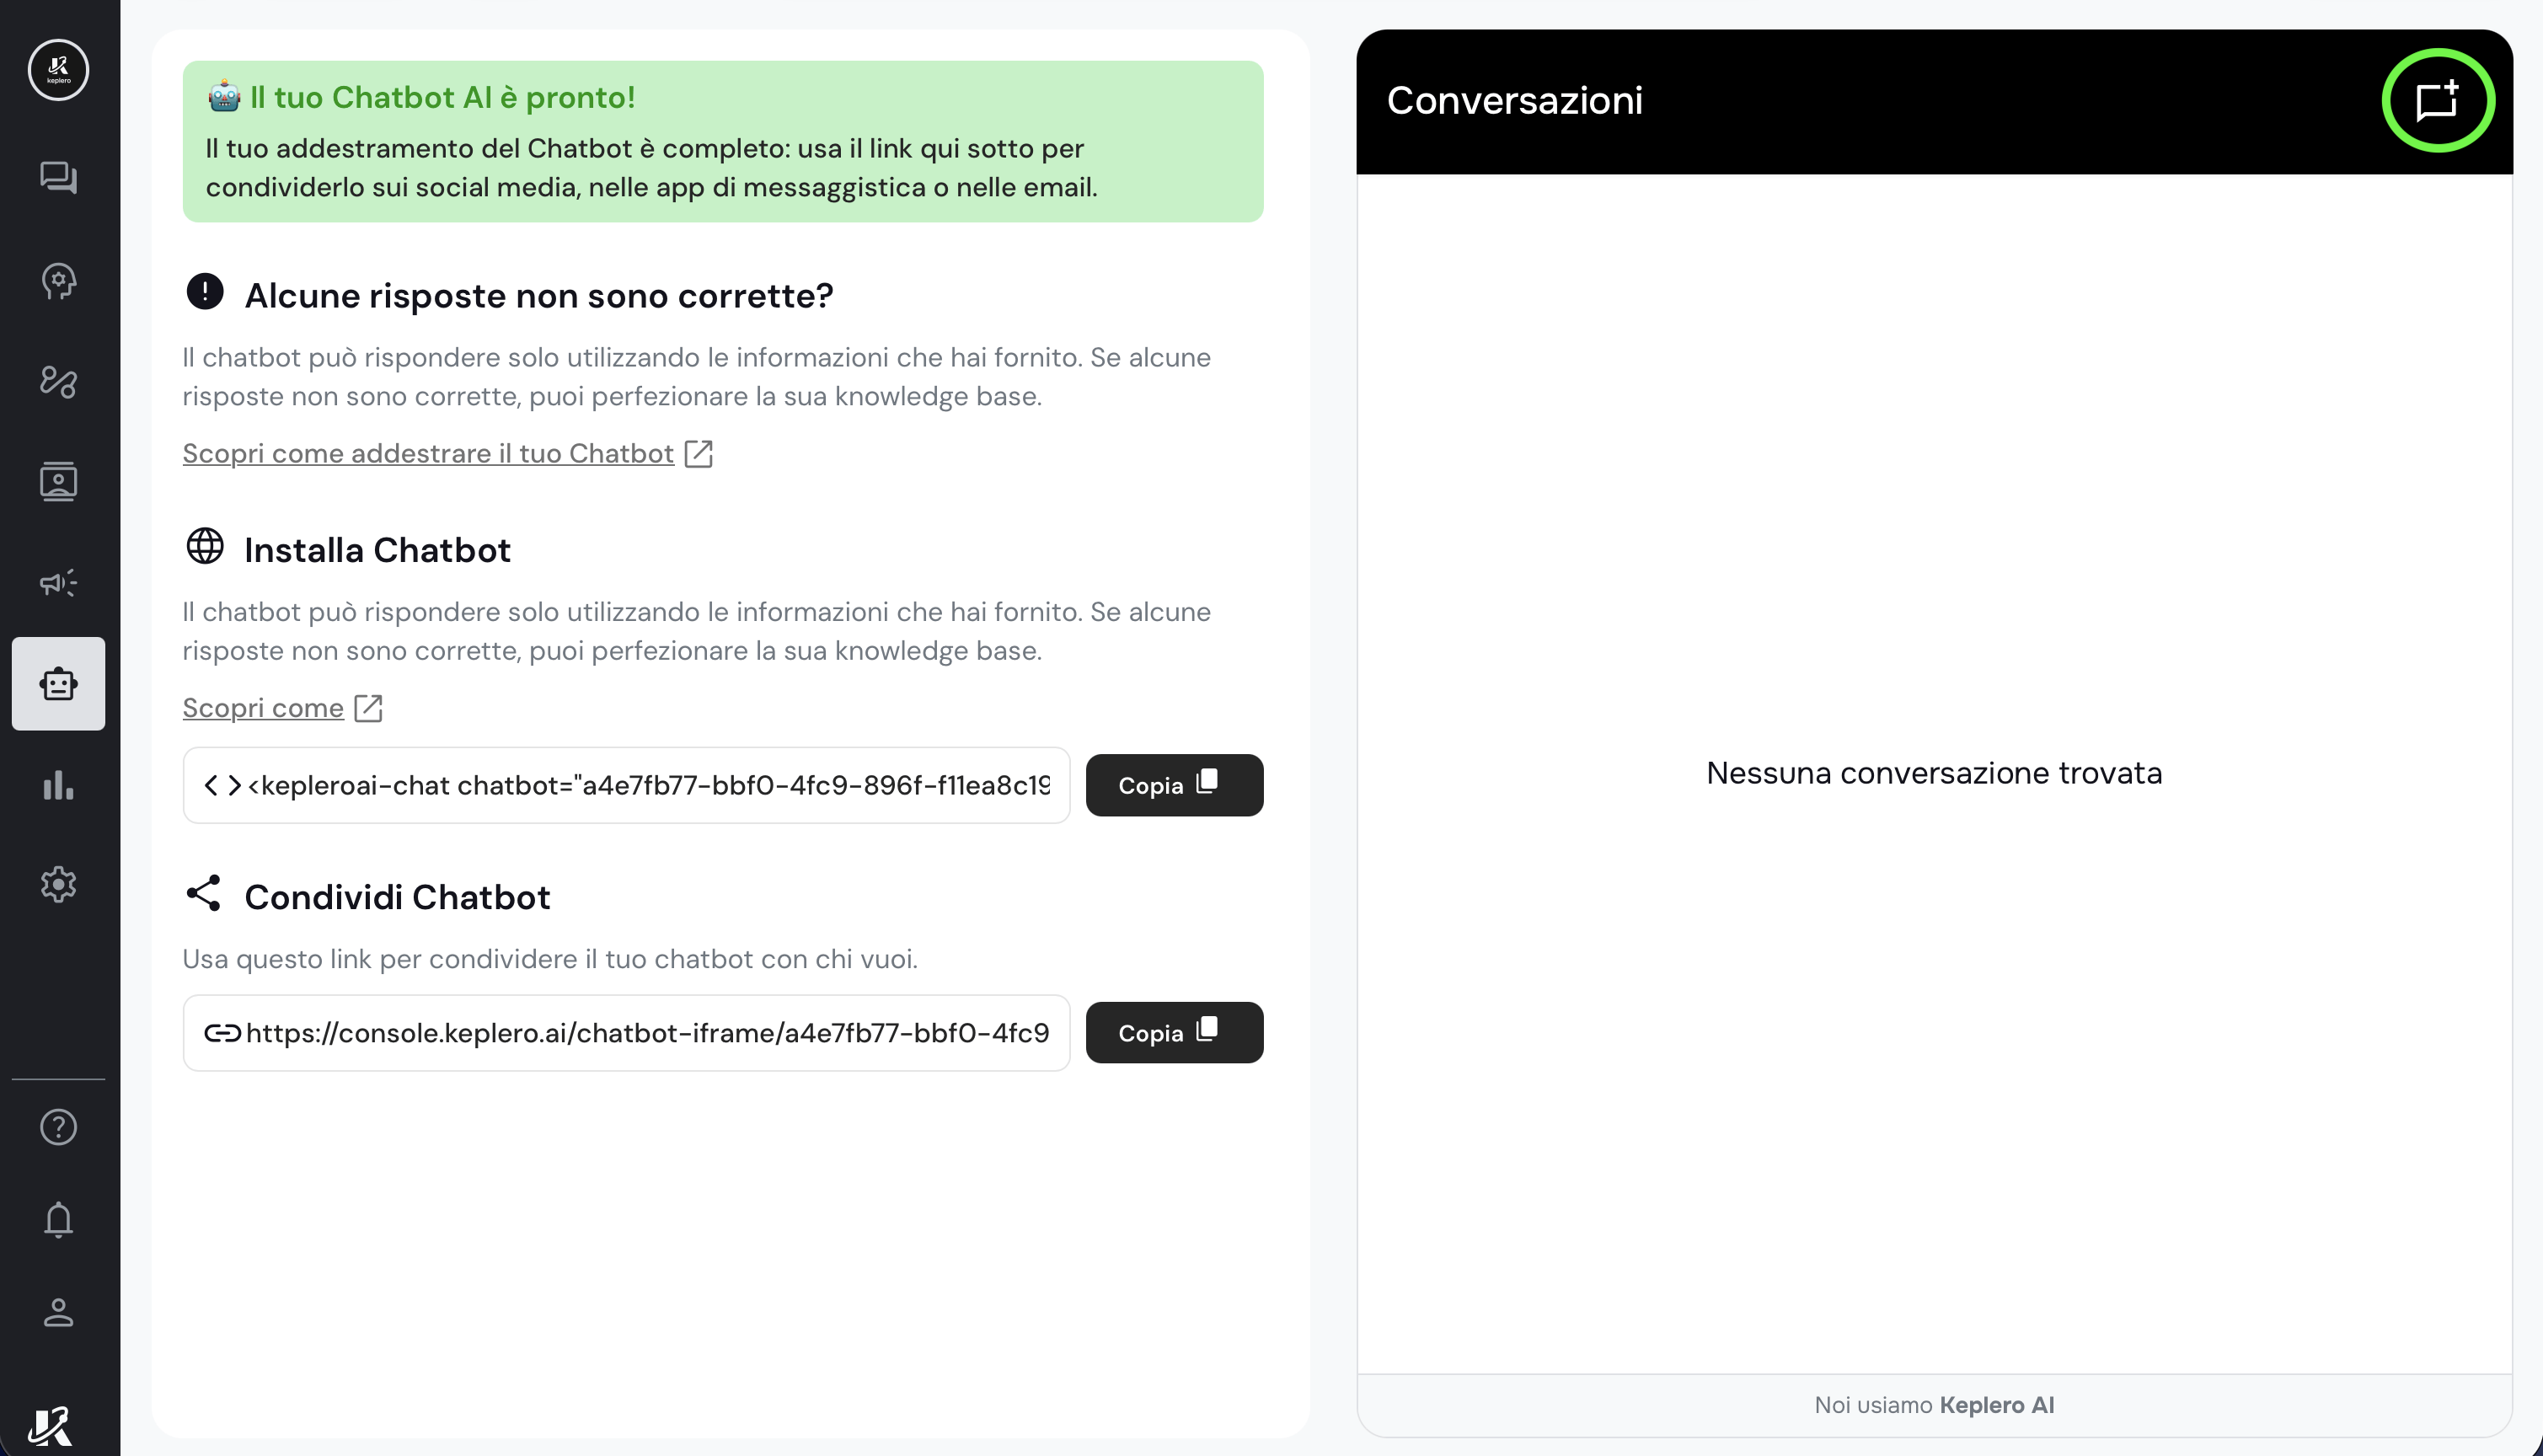 keplero
Il tuo Chatbot AI è pronto!
Il tuo addestramento del Chatbot è completo: usa il link qui sotto per
condividerlo sui social media, nelle app di messaggistica o nelle email.
Alcune risposte non sono corrette?
Il chatbot può rispondere solo utilizzando le informazioni che hai fornito. Se alcune
risposte non sono corrette, puoi perfezionare la sua knowledge base.
Scopri come addestrare il tuo Chatbot
Installa Chatbot
Il chatbot può rispondere solo utilizzando le informazioni che hai fornito. Se alcune
risposte non sono corrette, puoi perfezionare la sua knowledge base.
Scopri come
<kepleroai-chat chatbot="a4e7fb77-bbf0-4fc9-896f-f11ea8c19
Copia
Condividi Chatbot
Usa questo link per condividere il tuo chatbot con chi vuoi.
https://console.keplero.ai/chatbot-iframe/a4e7fb77-bbf0-4fc9
Copia
Conversazioni
Nessuna conversazione trovata
Noi usiamo Keplero AI